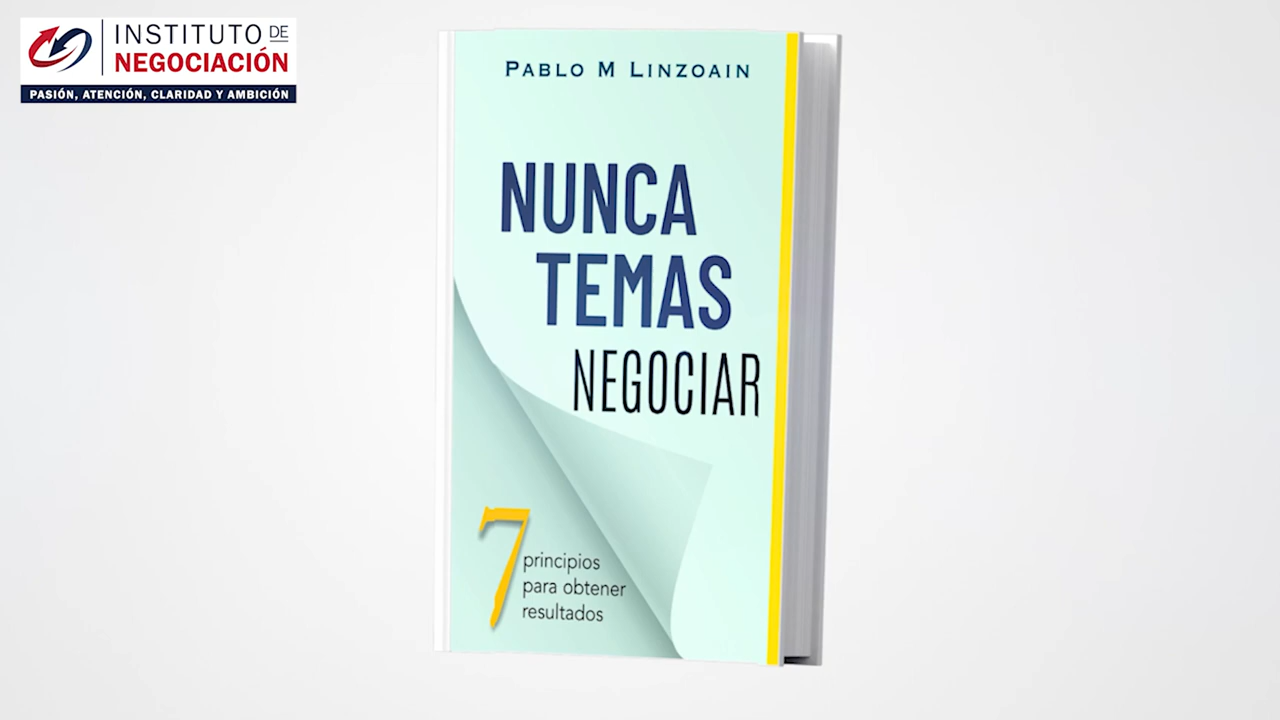 INSTITUTO DE
NEGOCIACIÓN
PASIÓN, ATENCIÓN, CLARIDAD Y AMBICIÓN
PABLO M LINZOAIN
NUNCA
TEMAS
NEGOCIAR
7 principios
para obtener
resultados